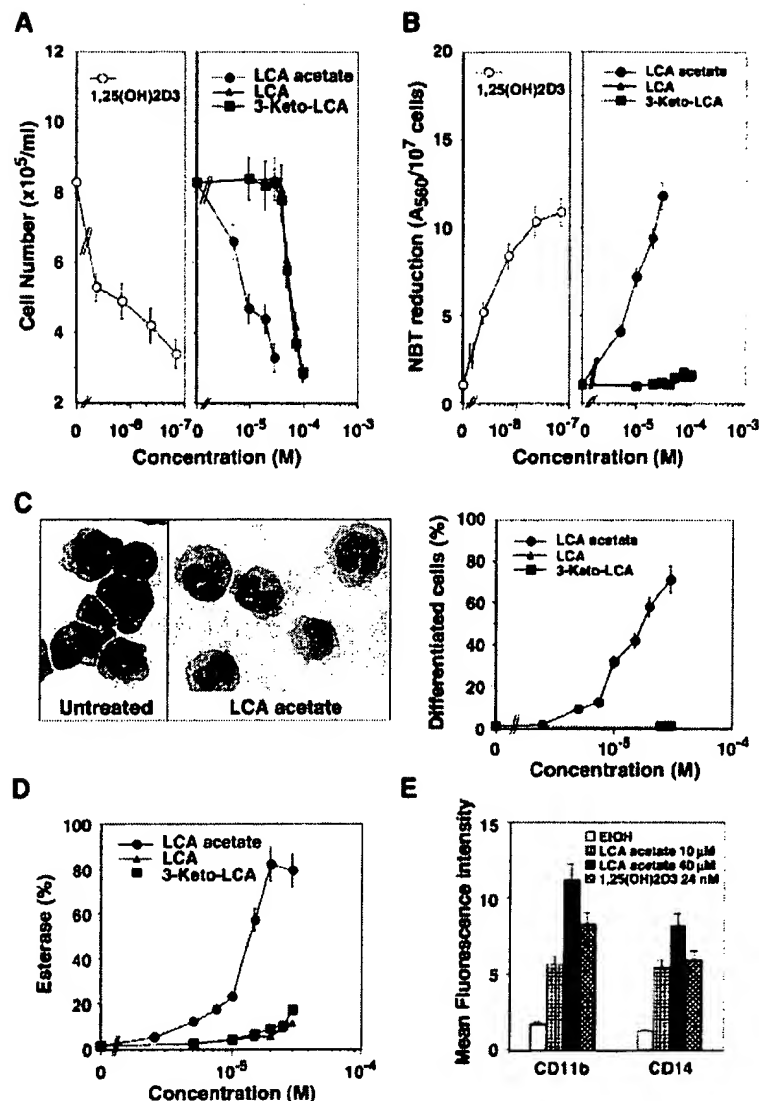 A
Cell Number (x10⁵/ml)
12
10
8
6
4
2
1,25(OH)2D3
LCA acetate
LCA
3-Keto-LCA
0
10⁻⁸
10⁻⁷
0
10⁻⁵
10⁻⁴
10⁻³
Concentration (M)
B
NBT reduction (A₅₆₀/10⁷ cells)
20
15
10
5
0
1,25(OH)2D3
LCA acetate
LCA
3-Keto-LCA
0
10⁻⁸
10⁻⁷
0
10⁻⁵
10⁻⁴
10⁻³
Concentration (M)
C
Untreated
LCA acetate
Differentiated cells (%)
100
80
60
40
20
0
LCA acetate
LCA
3-Keto-LCA
0
10⁻⁵
10⁻⁴
Concentration (M)
D
Esterase (%)
100
80
60
40
20
0
LCA acetate
LCA
3-Keto-LCA
0
10⁻⁵
10⁻⁴
Concentration (M)
E
Mean Fluorescence intensity
15
10
5
0
EtOH
LCA acetate 10 μM
LCA acetate 40 μM
1,25(OH)2D3 24 nM
CD11b
CD14